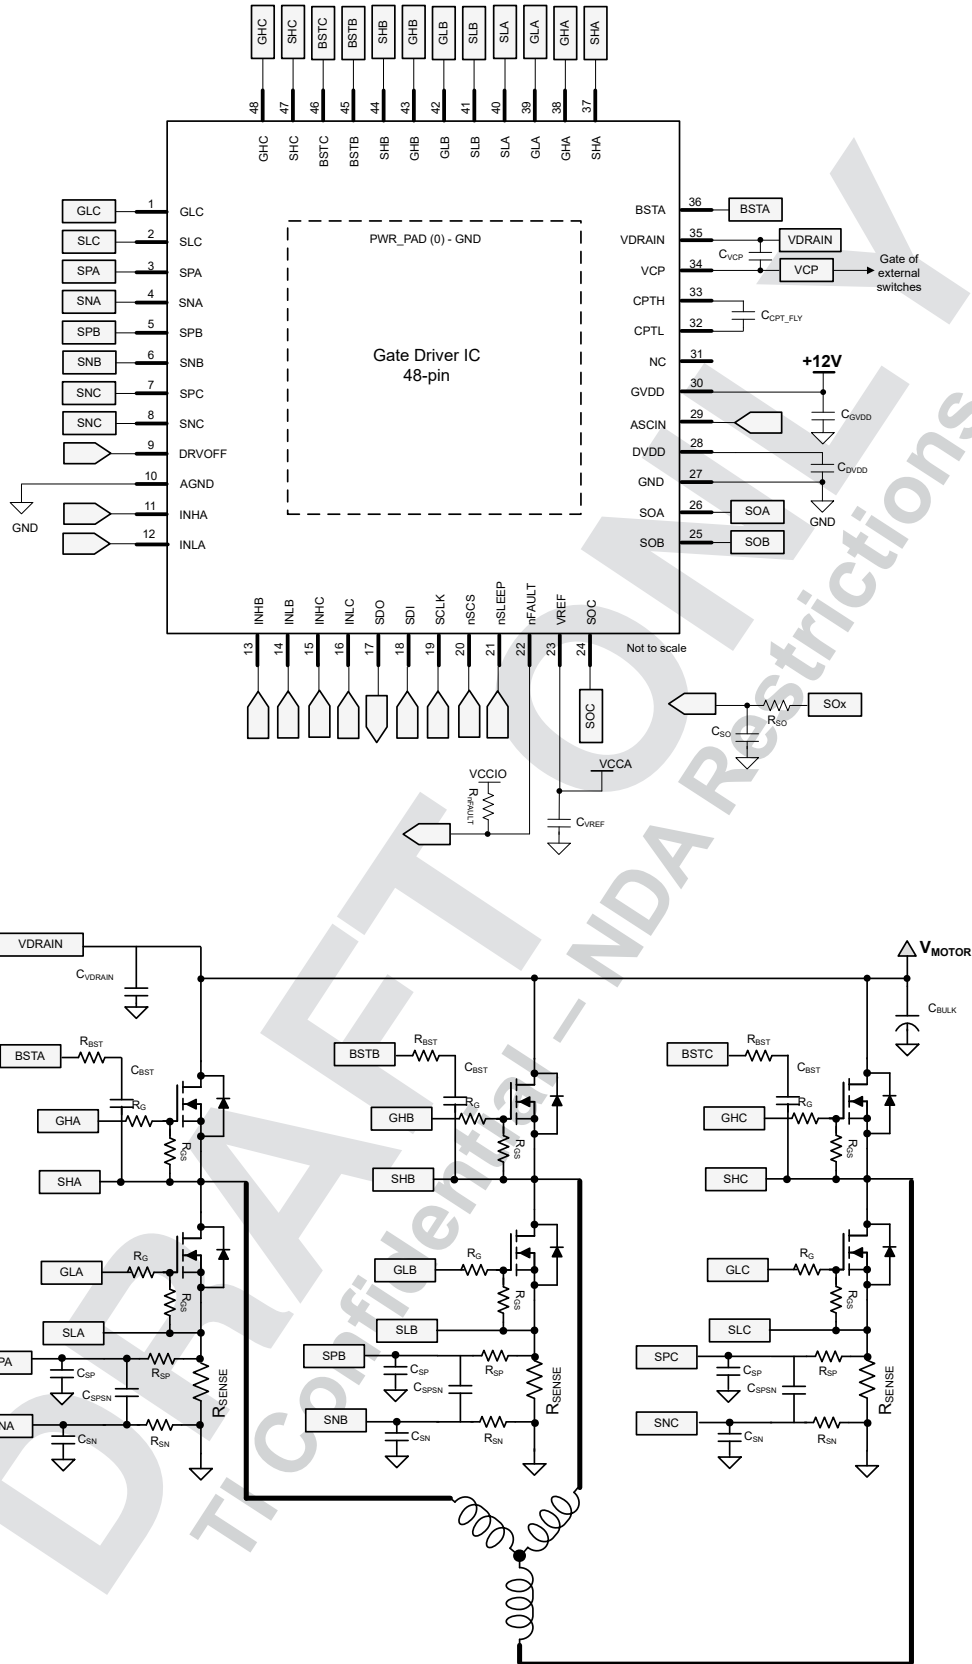 GHC SHC BSTC BSTB SHB GHB GLB SLB SLA GLA GHA SHA
48 47 46 45 44 43 42 41 40 39 38 37
GHC SHC BSTC BSTB SHB GHB GLB SLB SLA GLA GHA SHA
PWR_PAD (0) - GND
Gate Driver IC
48-pin
GLC 1 GLC
SLC 2 SLC
SPA 3 SPA
SNA 4 SNA
SPB 5 SPB
SNB 6 SNB
SNC 7 SPC
SNC 8 SNC
9 DRVOFF
10 AGND
GND
11 INHA
12 INLA
BSTA 36 BSTA
VDRAIN 35 VDRAIN
CVCP
VCP 34 VCP
Gate of
external
switches
CPTH 33
CCPT_FLY
CPTL 32
NC 31
+12V
GVDD 30
CGVDD
ASCIN 29
DVDD 28
CDVDD
GND 27
GND
SOA 26 SOA
SOB 25 SOB
INHB INLB INHC INLC SDO SDI SCLK nSCS nSLEEP nFAULT VREF SOC
13 14 15 16 17 18 19 20 21 22 23 24
Not to scale
SOC
SOx
RSO
CSO
VCCIO
RnFAULT
VCCA
CVREF
VDRAIN
CVDRAIN
VMOTOR
CBULK
BSTA RBST CBST
BSTB RBST CBST
BSTC RBST CBST
GHA RG RGS
GHB RG RGS
GHC RG RGS
SHA SHB SHC
GLA RG RGS
GLB RG RGS
GLC RG RGS
SLA SLB SLC
PA CSP CSPSN RSP RSENSE
SPB CSP CSPSN RSP RSENSE
SPC CSP CSPSN RSP RSENSE
NA CSN RSN
SNB CSN RSN
SNC CSN RSN
DRAFT ONLY
TI Confidential – NDA Restrictions